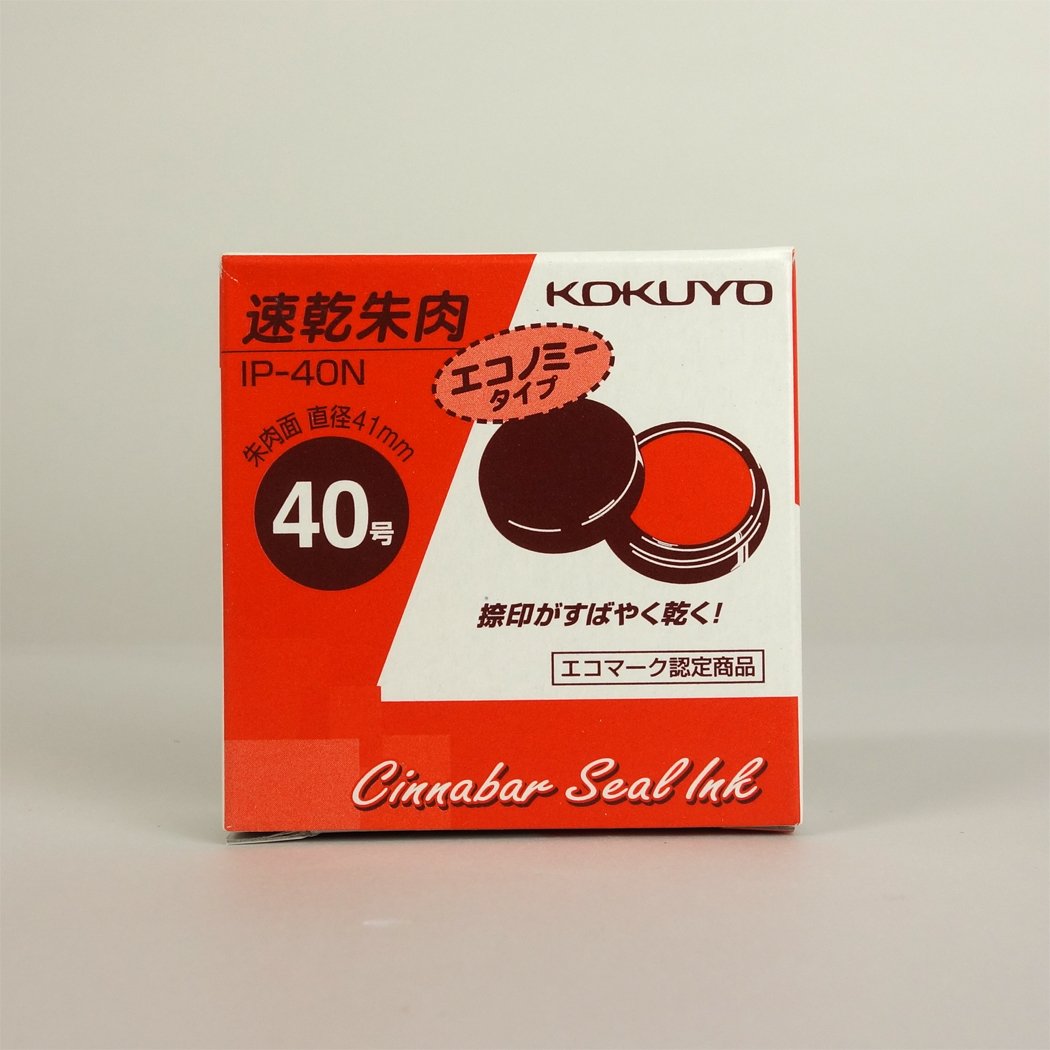 KOKUYO
速乾朱肉
IP-40N
エコノミー
タイプ
朱肉面 直径41mm
40号
捺印がすばやく乾く!
エコマーク認定商品
Cinnabar Seal Ink